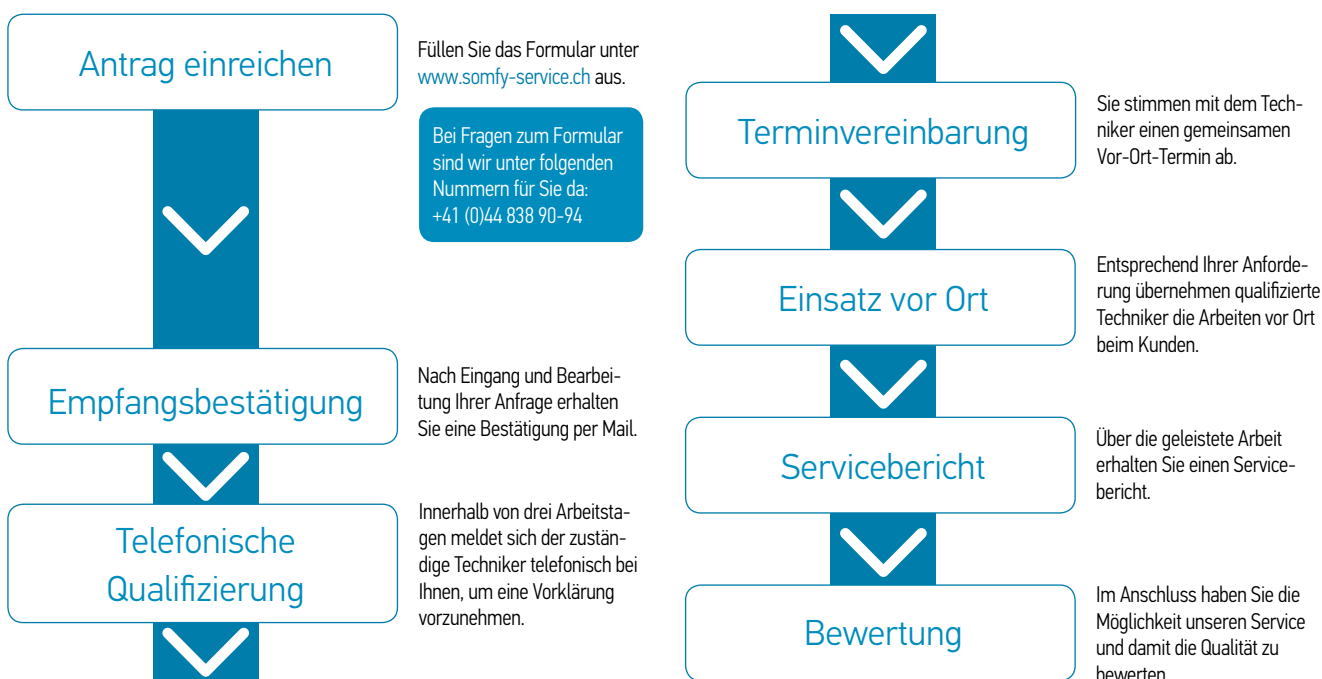 Antrag einreichen
Füllen Sie das Formular unter
www.somfy-service.ch aus.
Bei Fragen zum Formular
sind wir unter folgenden
Nummern für Sie da:
+41 (0)44 838 90-94
Empfangsbestätigung
Nach Eingang und Bearbei-
tung Ihrer Anfrage erhalten
Sie eine Bestätigung per Mail.
Telefonische
Qualifizierung
Innerhalb von drei Arbeitsta-
gen meldet sich der zustän-
dige Techniker telefonisch bei
Ihnen, um eine Vorklärung
vorzunehmen.
Terminvereinbarung
Sie stimmen mit dem Tech-
niker einen gemeinsamen
Vor-Ort-Termin ab.
Einsatz vor Ort
Entsprechend Ihrer Anforde-
rung übernehmen qualifizierte
Techniker die Arbeiten vor Ort
beim Kunden.
Servicebericht
Über die geleistete Arbeit
erhalten Sie einen Service-
bericht.
Bewertung
Im Anschluss haben Sie die
Möglichkeit unseren Service
und damit die Qualität zu
bewerten